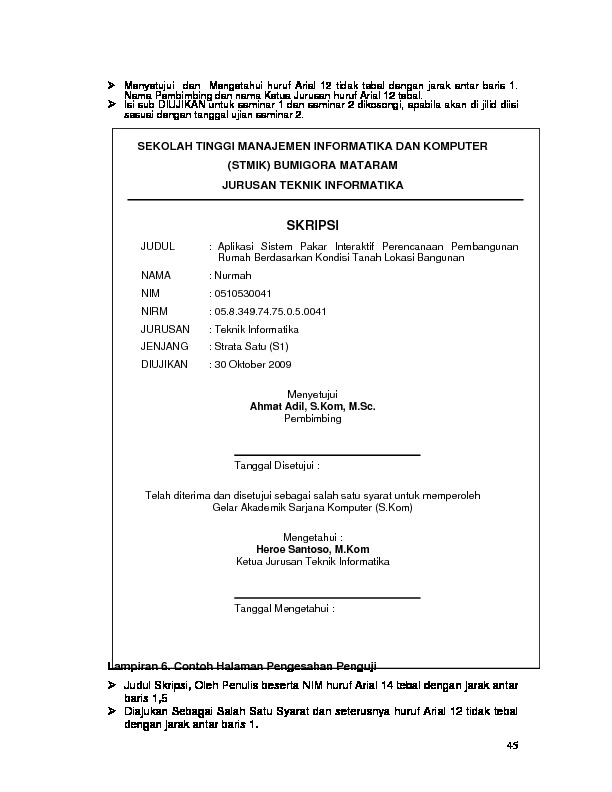 ➢ Menyetujui dan Mengetahui huruf Arial 12 tidak tebal dengan jarak antar baris 1.
Nama Pembimbing dan nama Ketua Jurusan huruf Arial 12 tebal.
➢ Isi sub DIUJIKAN untuk seminar 1 dan seminar 2 dikosongi, apabila akan di jilid diisi
sesuai dengan tanggal ujian seminar 2.
SEKOLAH TINGGI MANAJEMEN INFORMATIKA DAN KOMPUTER
(STMIK) BUMIGORA MATARAM
JURUSAN TEKNIK INFORMATIKA
SKRIPSI
JUDUL : Aplikasi Sistem Pakar Interaktif Perencanaan Pembangunan
Rumah Berdasarkan Kondisi Tanah Lokasi Bangunan
NAMA : Nurmah
NIM : 0510530041
NIRM : 05.8.349.74.75.0.5.0041
JURUSAN : Teknik Informatika
JENJANG : Strata Satu (S1)
DIUJIKAN : 30 Oktober 2009
Menyetujui
Ahmat Adil, S.Kom, M.Sc.
Pembimbing
Tanggal Disetujui :
Telah diterima dan disetujui sebagai salah satu syarat untuk memperoleh
Gelar Akademik Sarjana Komputer (S.Kom)
Mengetahui :
Heroe Santoso, M.Kom
Ketua Jurusan Teknik Informatika
Tanggal Mengetahui :
Lampiran 6. Contoh Halaman Pengesahan Penguji
➢ Judul Skripsi, Oleh Penulis beserta NIM huruf Arial 14 tebal dengan jarak antar
baris 1,5
➢ Diajukan Sebagai Salah Satu Syarat dan seterusnya huruf Arial 12 tidak tebal
dengan jarak antar baris 1.
45